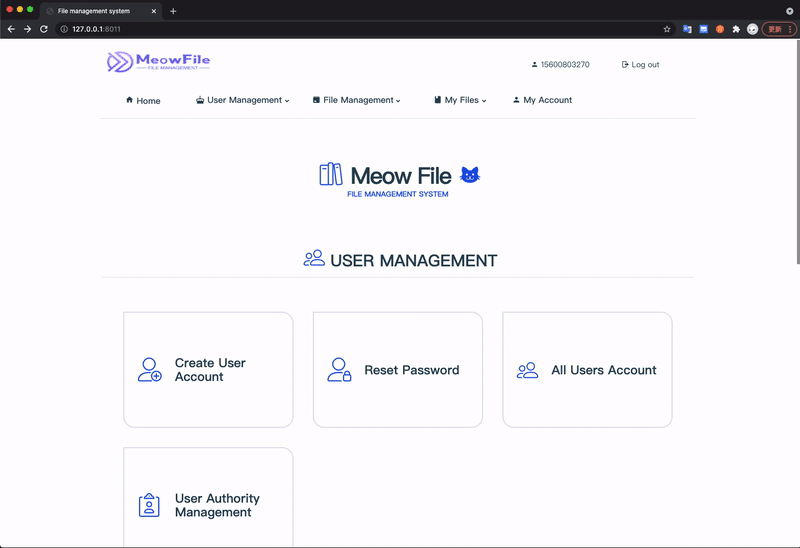 File management system
127.0.0.1:8011
更新
MeowFile
FILE MANAGEMENT
15600803270
Log out
Home
User Management
File Management
My Files
My Account
Meow File
FILE MANAGEMENT SYSTEM
USER MANAGEMENT
Create User
Account
Reset Password
All Users Account
User Authority
Management